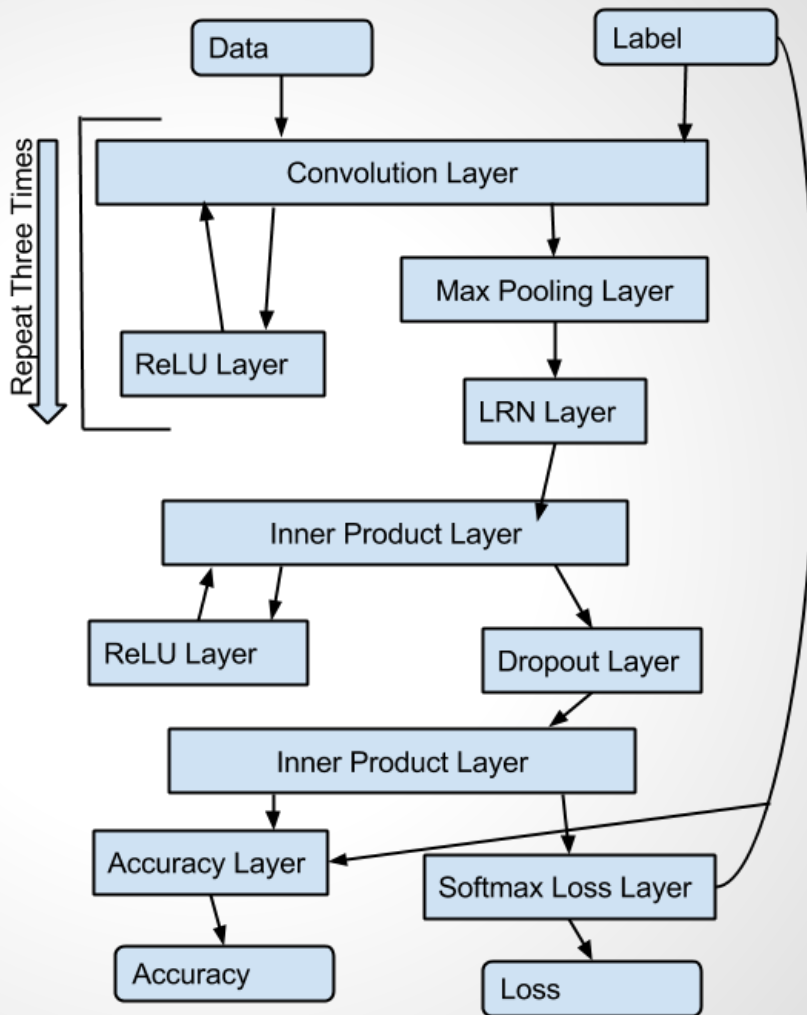 Data
Label
Repeat Three Times
Convolution Layer
Max Pooling Layer
ReLU Layer
LRN Layer
Inner Product Layer
ReLU Layer
Dropout Layer
Inner Product Layer
Accuracy Layer
Softmax Loss Layer
Accuracy
Loss